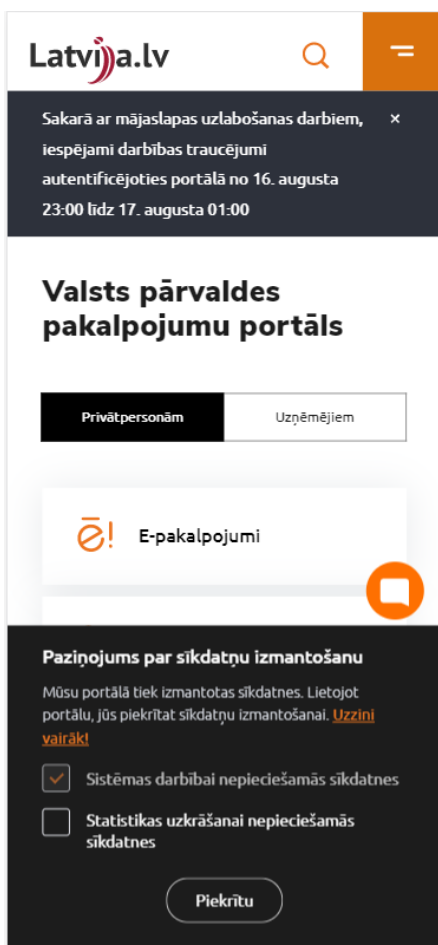 Latvija.lv
Sakarā ar mājaslapas uzlabošanas darbiem,
iespējami darbības traucējumi
autentificējoties portālā no 16. augusta
23:00 līdz 17. augusta 01:00
Valsts pārvaldes
pakalpojumu portāls
Privātpersonām
Uzņēmējiem
ē! E-pakalpojumi
Paziņojums par sīkdatņu izmantošanu
Mūsu portālā tiek izmantotas sīkdatnes. Lietojot
portālu, jūs piekrītat sīkdatņu izmantošanai. Uzzini
vairāk!
Sistēmas darbībai nepieciešamās sīkdatnes
Statistikas uzkrāšanai nepieciešamās
sīkdatnes
Piekrītu